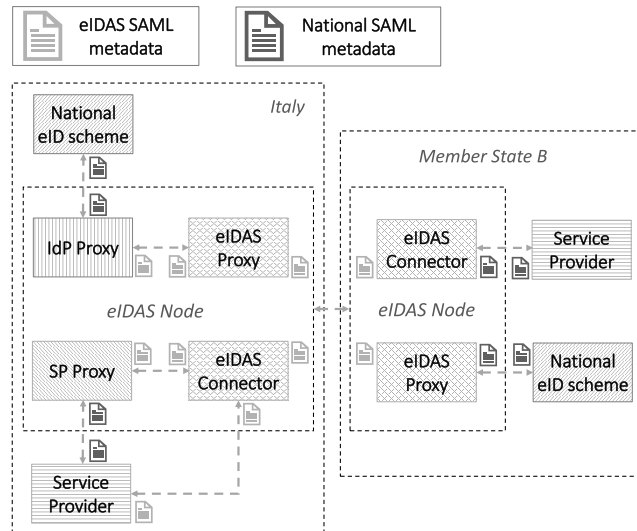 eIDAS SAML
metadata
National SAML
metadata
Italy
National
eID scheme
IdP Proxy
eIDAS
Proxy
eIDAS Node
SP Proxy
eIDAS
Connector
Service
Provider
Member State B
eIDAS
Connector
Service
Provider
eIDAS Node
eIDAS
Proxy
National
eID scheme